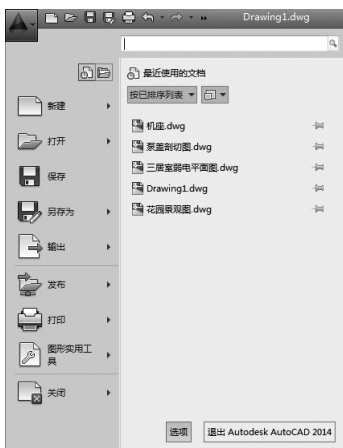 Drawing1.dwg
最近使用的文档
按已排序列表
新建
打开
保存
另存为
输出
发布
打印
图形实用工
具
关闭
机座.dwg
泵盖剖切图.dwg
三居室弱电平面图.dwg
Drawing1.dwg
花园景观图.dwg
选项
退出 Autodesk AutoCAD 2014